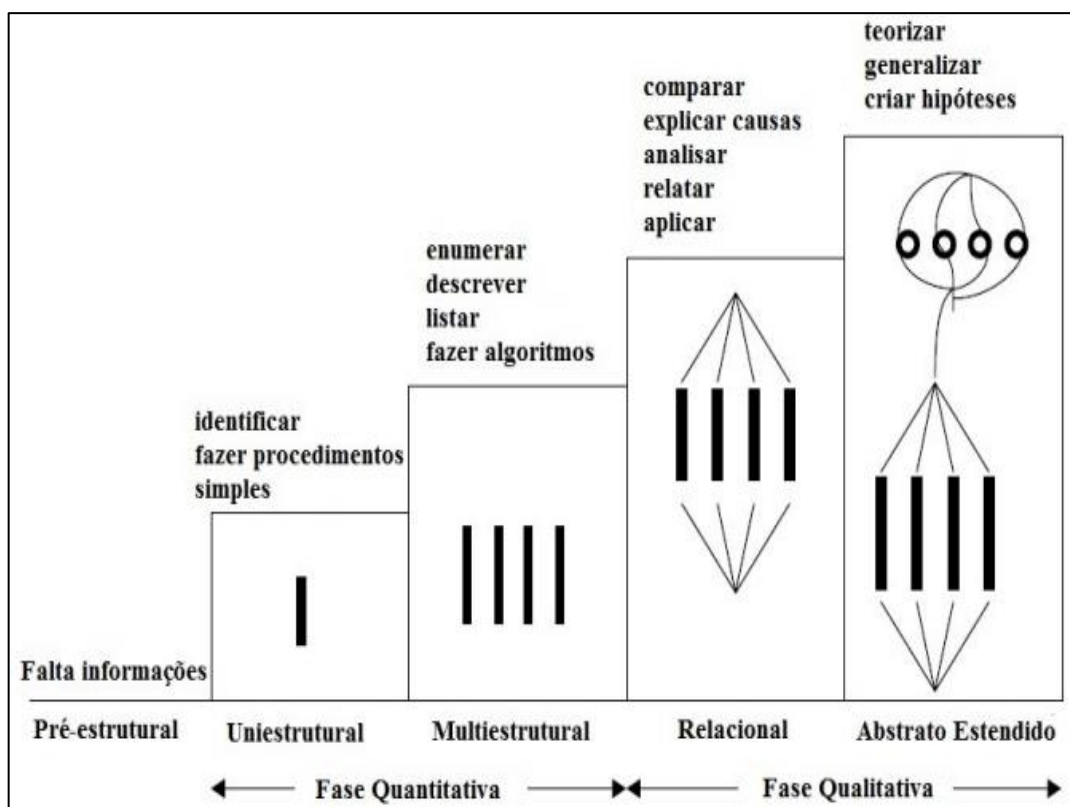 teorizar
generalizar
criar hipóteses
comparar
explicar causas
analisar
relatar
aplicar
enumerar
descrever
listar
fazer algoritmos
identificar
fazer procedimentos
simples
Falta informações
Pré-estrutural
Uniestrutural
Multiestrutural
Relacional
Abstrato Estendido
Fase Quantitativa
Fase Qualitativa